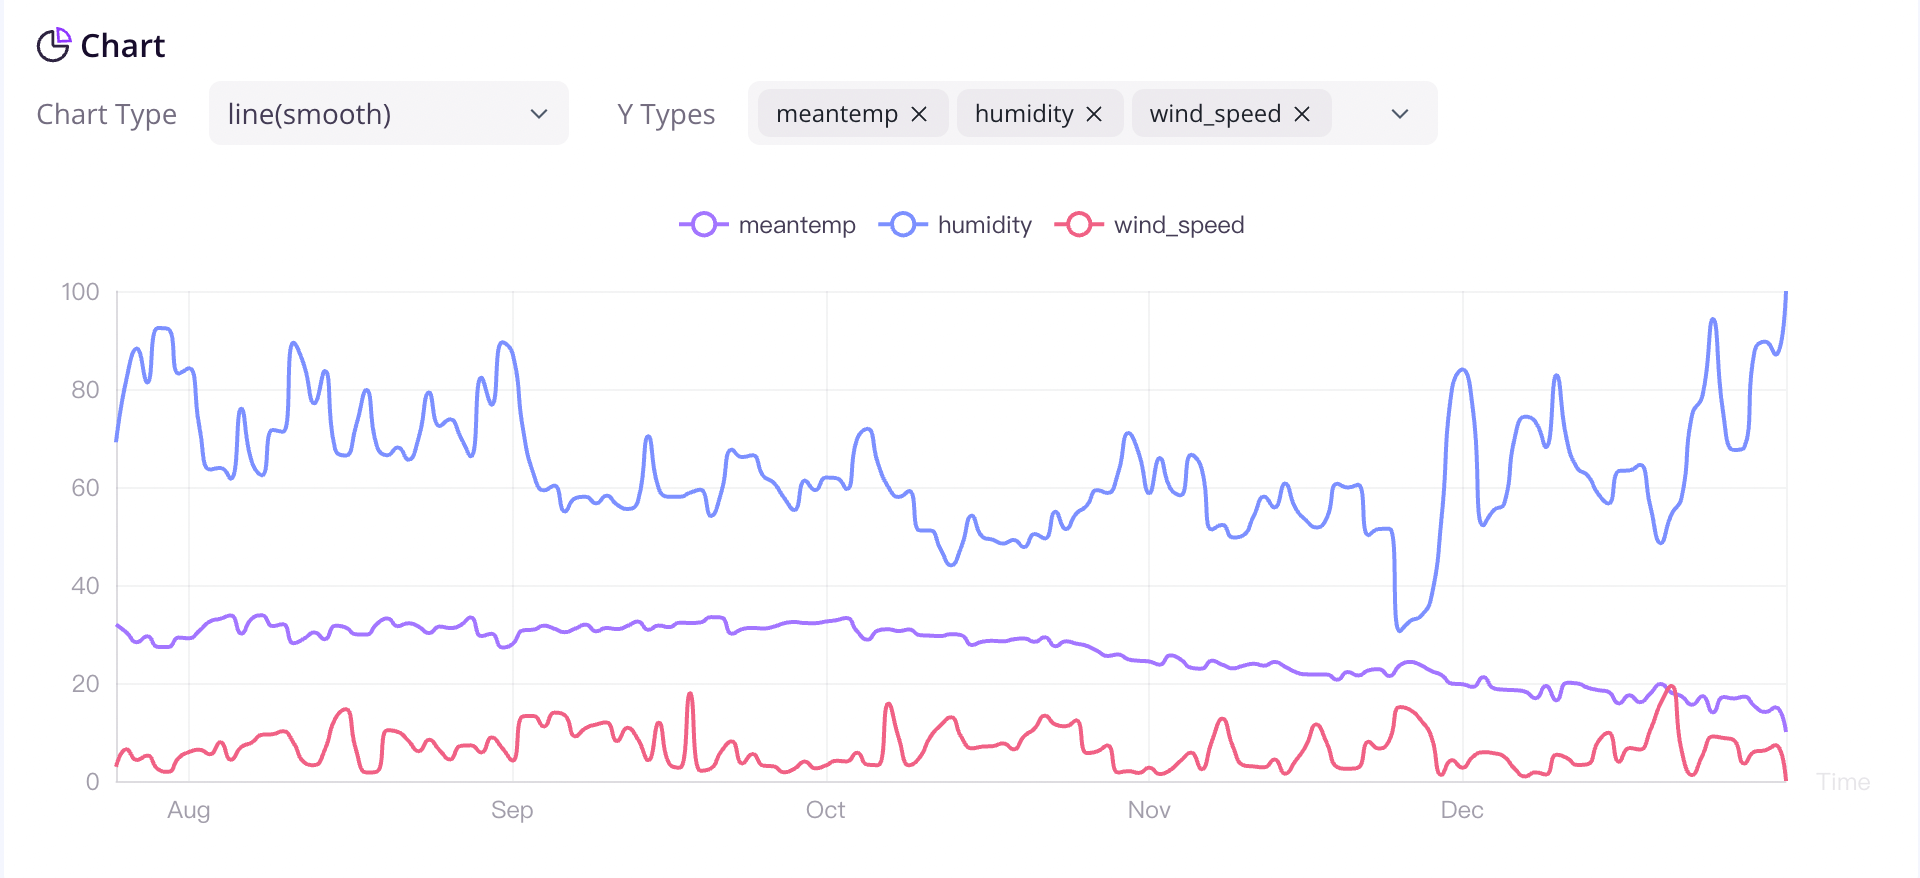 Chart
Chart Type line(smooth) Y Types meantemp humidity wind_speed
meantemp humidity wind_speed
100
80
60
40
20
0
Time
Aug Sep Oct Nov Dec